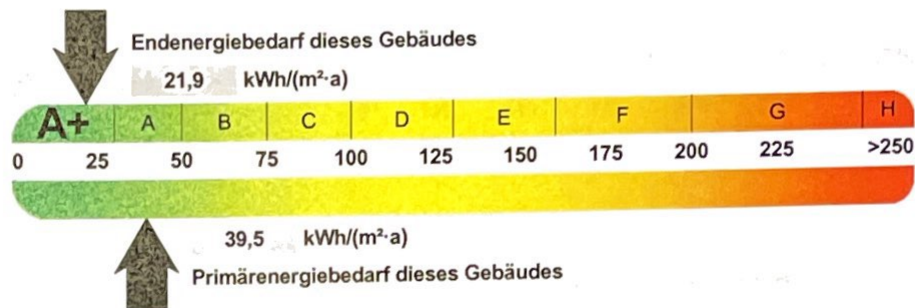 Endenergiebedarf dieses Gebäudes
21,9 kWh/(m²·a)
A+ A B C D E F G H
0 25 50 75 100 125 150 175 200 225 >250
39,5 kWh/(m²·a)
Primärenergiebedarf dieses Gebäudes